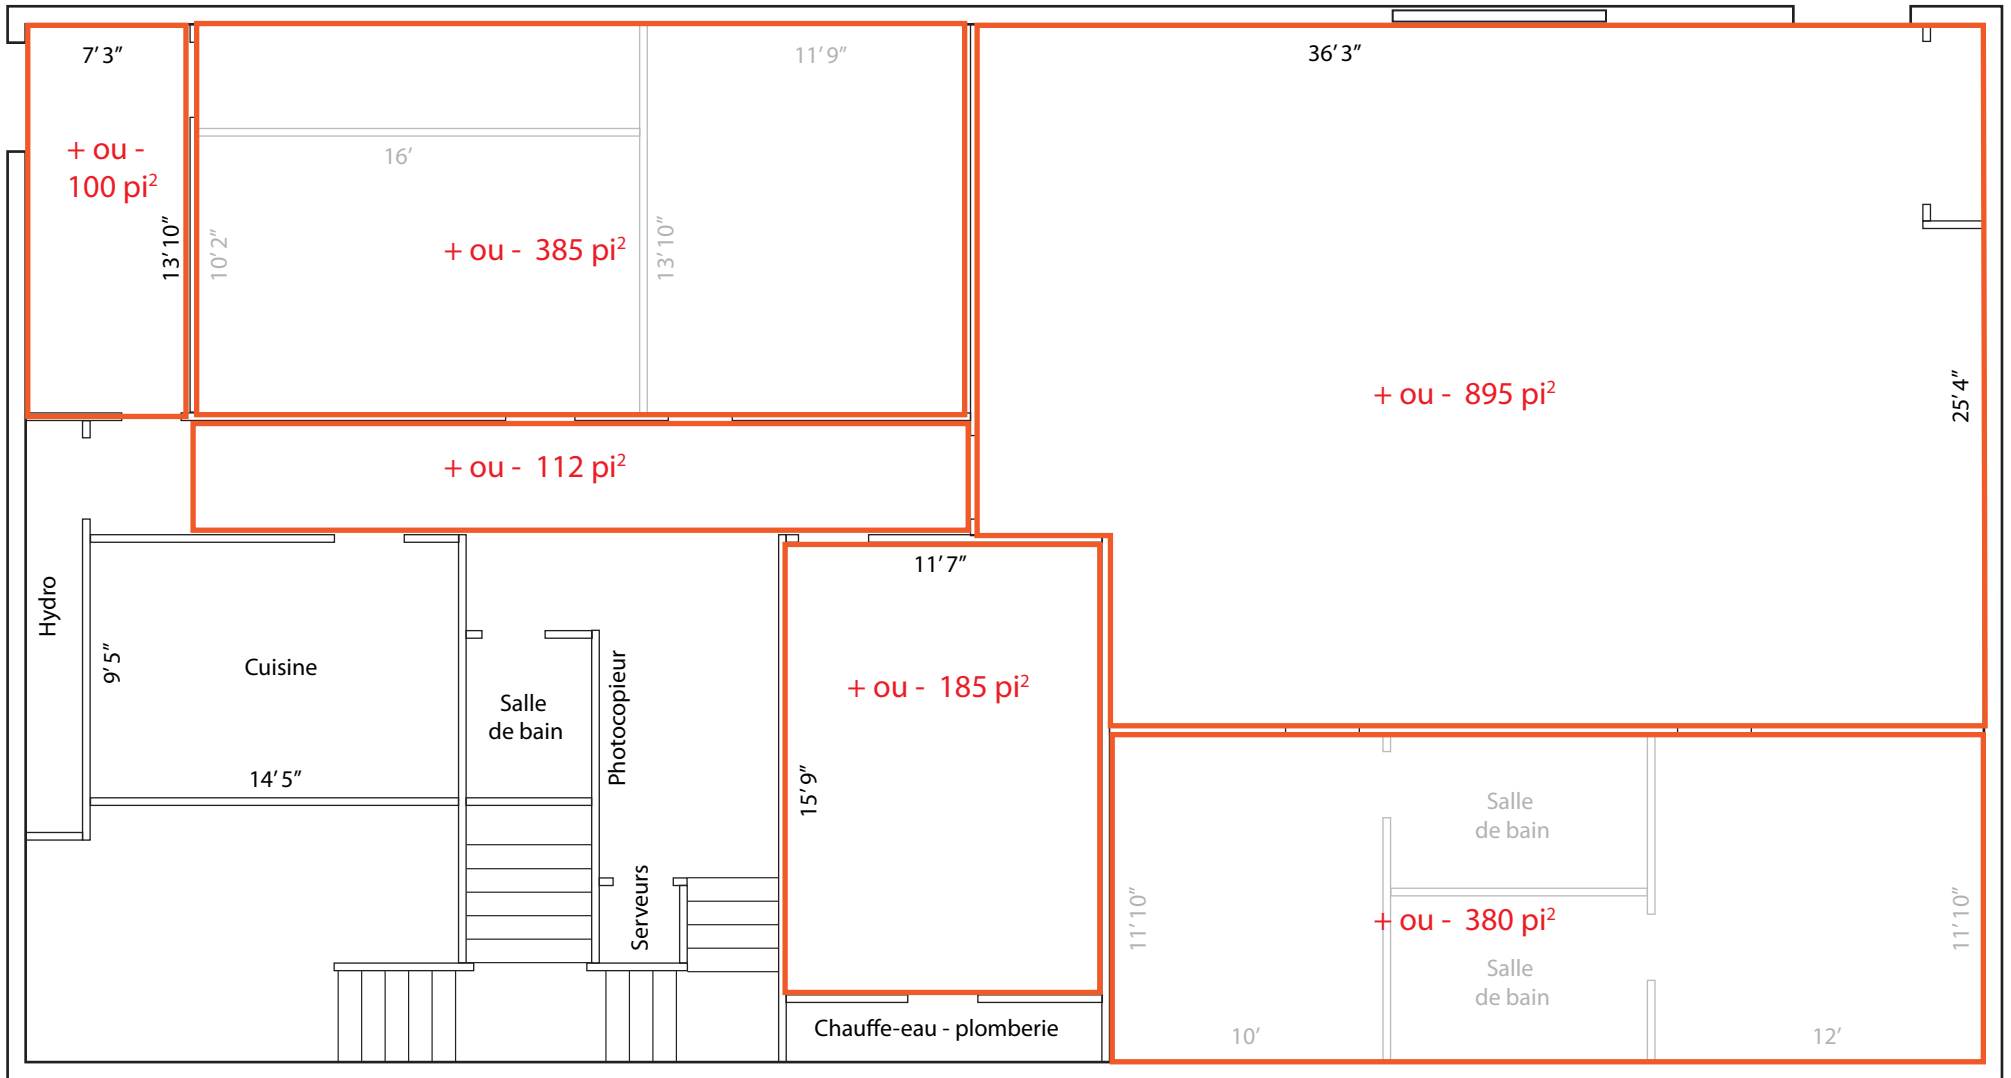 7’ 3”
11’ 9”
36’ 3”
+ ou -
100 pi²
16’
13’ 10”
10’ 2”
+ ou - 385 pi²
13’ 10”
+ ou - 895 pi²
25’ 4”
+ ou - 112 pi²
11’ 7”
Hydro
9’ 5”
Cuisine
14’ 5”
Salle
de bain
Photocopieur
Serveurs
+ ou - 185 pi²
15’ 9”
Chauffe-eau - plomberie
Salle
de bain
11’ 10”
+ ou - 380 pi²
11’ 10”
Salle
de bain
10’
12’